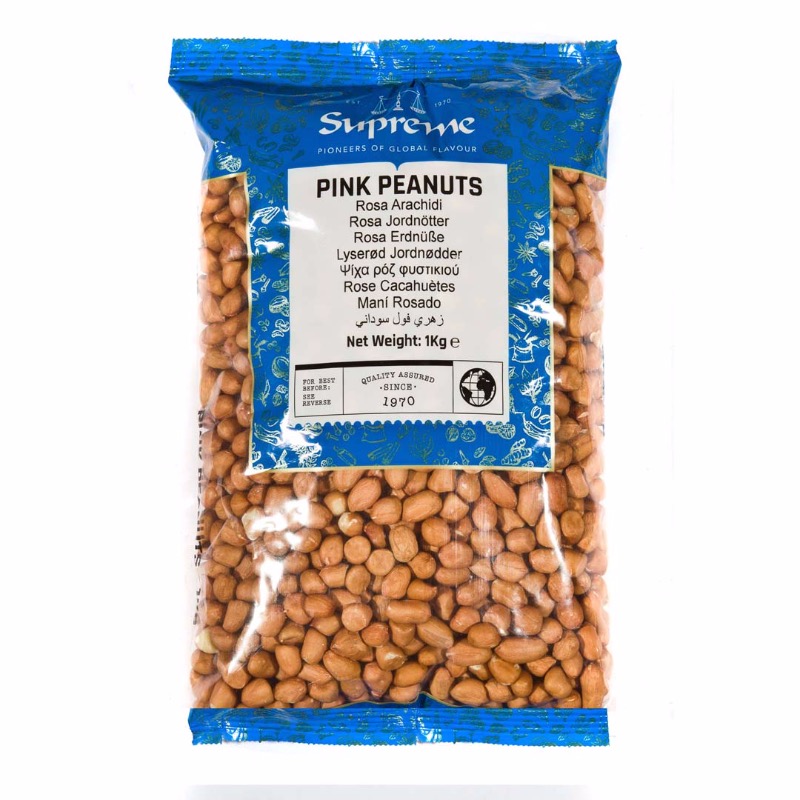 EST 1970
Supreme
PIONEERS OF GLOBAL FLAVOUR
PINK PEANUTS
Rosa Arachidi
Rosa Jordnötter
Rosa Erdnüße
Lyserød Jordnødder
Ψίχα ρόζ φυστικιού
Rose Cacahuètes
Maní Rosado
زهري فول سوداني
Net Weight: 1Kg e
FOR BEST
BEFORE:
SEE
REVERSE
QUALITY ASSURED
·SINCE·
1970